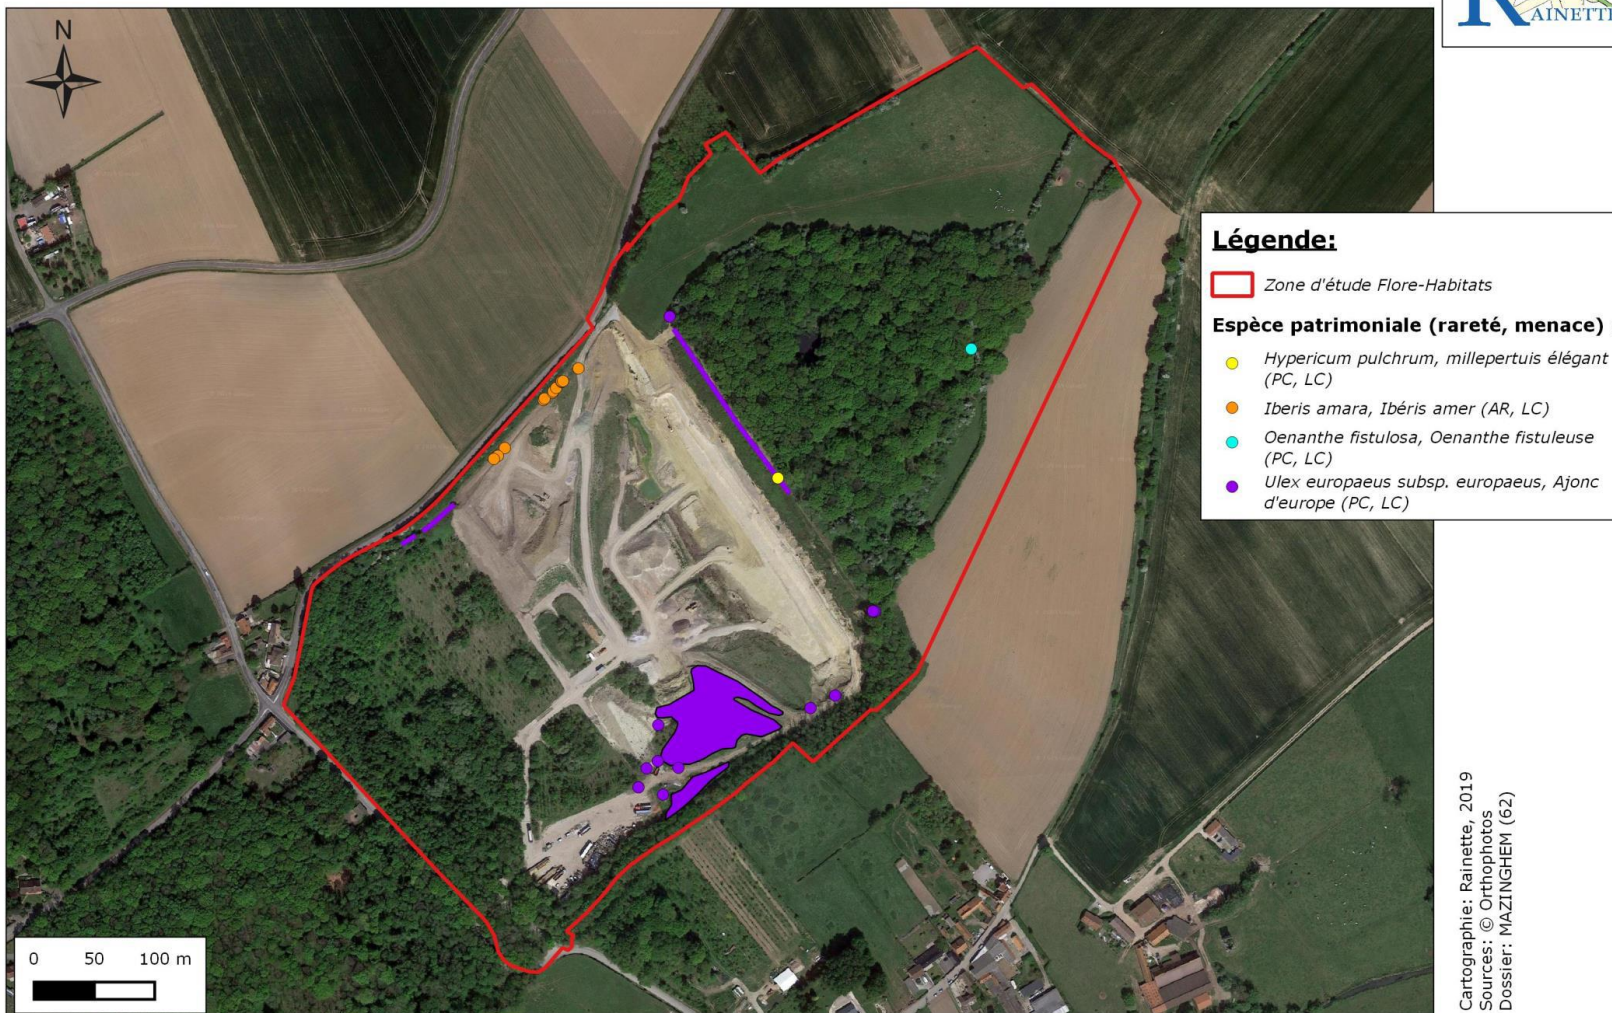 N
Légende:
Zone d'étude Flore-Habitats
Espèce patrimoniale (rareté, menace)
Hypericum pulchrum, millepertuis élégant
(PC, LC)
Iberis amara, Ibéris amer (AR, LC)
Oenanthe fistulosa, Oenanthe fistuleuse
(PC, LC)
Ulex europaeus subsp. europaeus, Ajonc
d'europe (PC, LC)
0 50 100 m
Cartographie: Rainette, 2019
Sources: © Orthophotos
Dossier: MAZINGHEM (62)